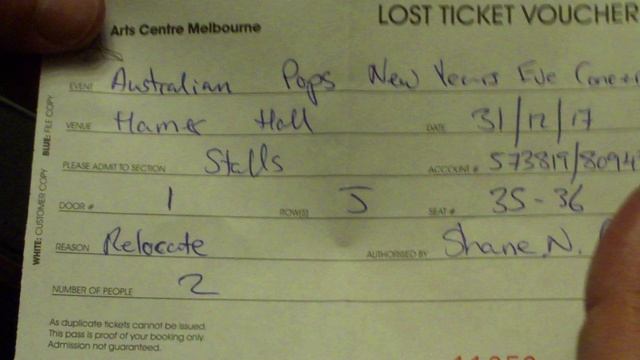 Arts Centre Melbourne
LOST TICKET VOUCHER
EVENT Australian Pops New Years Eve
VENUE Hamer Hall DATE 31/12/17
PLEASE ADMIT TO SECTION Stalls ACCOUNT # 573819/8094
DOOR # 1 ROW(S) J SEAT # 35-36
REASON Relocate AUTHORISED BY Shane.N.
NUMBER OF PEOPLE 2
As duplicate tickets cannot be issued.
This pass is proof of your booking only.
Admission not guaranteed.
WHITE: CUSTOMER COPY BLUE: FILE COPY